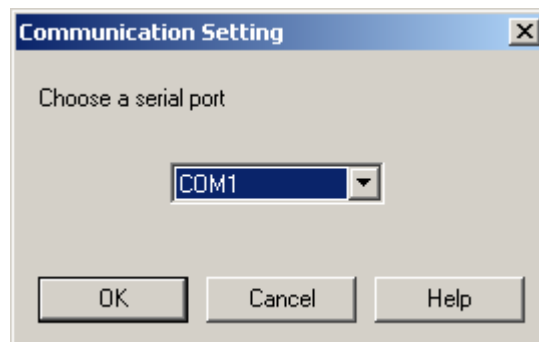 Communication Setting
Choose a serial port
COM1
OK Cancel Help